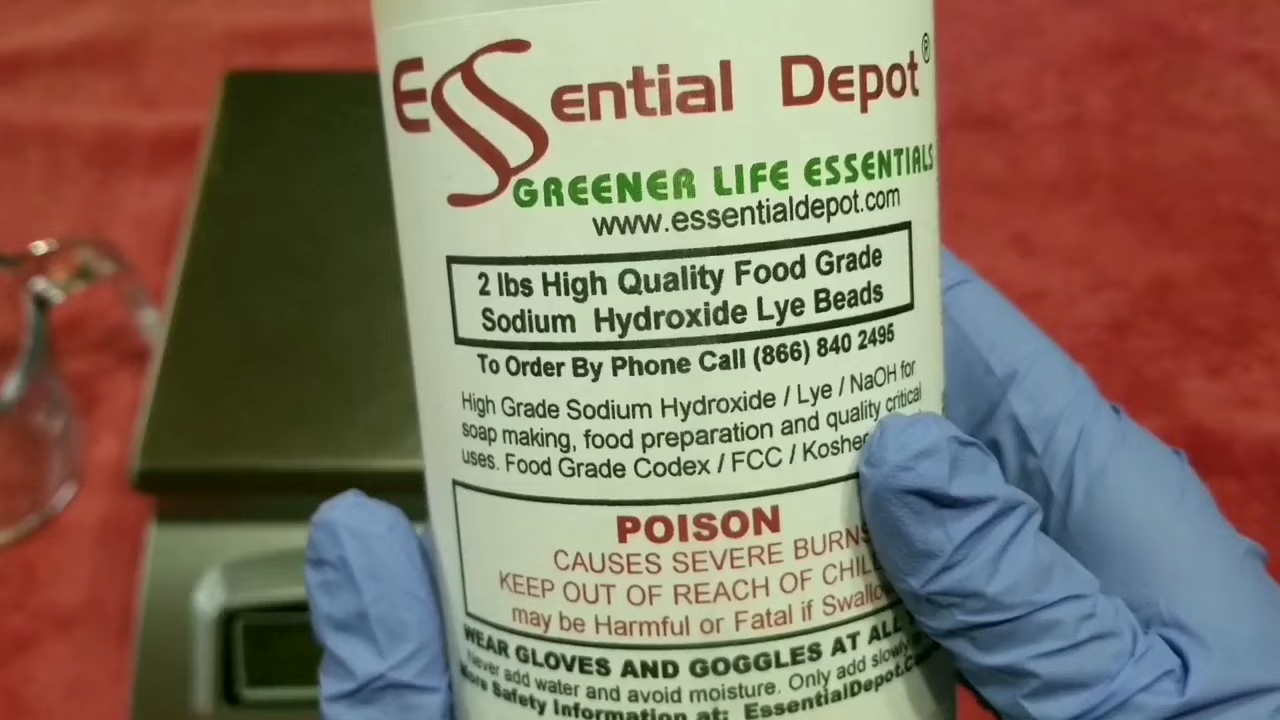 Essential Depot®
GREENER LIFE ESSENTIALS
www.essentialdepot.com
2 lbs High Quality Food Grade
Sodium Hydroxide Lye Beads
To Order By Phone Call (866) 840 2495
High Grade Sodium Hydroxide / Lye / NaOH for
soap making, food preparation and quality critical
uses. Food Grade Codex / FCC / Kosher
POISON
CAUSES SEVERE BURNS
KEEP OUT OF REACH OF
may be Harmful or Fatal if
WEAR GLOVES AND GOGGLES AT ALL
Never add water and avoid moisture. Only add slowly
More Safety Information at: